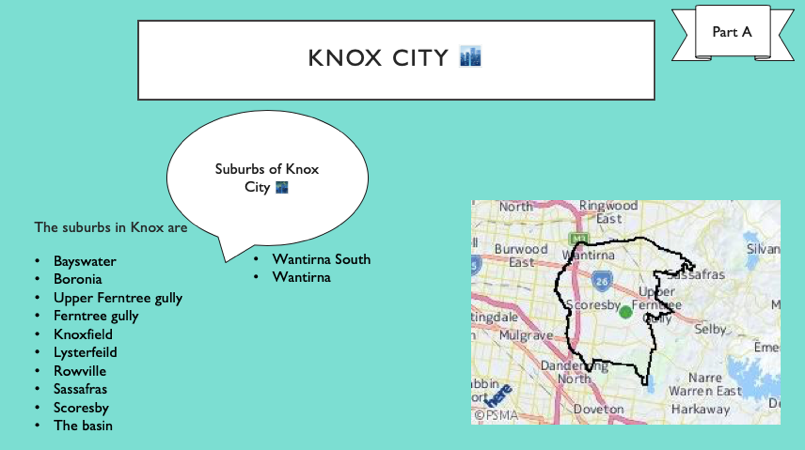 Part A
KNOX CITY
Suburbs of Knox
City
The suburbs in Knox are
• Bayswater
• Boronia
• Upper Ferntree gully
• Ferntree gully
• Knoxfield
• Lysterfeild
• Rowville
• Sassafras
• Scoresby
• The basin
• Wantirna South
• Wantirna
North
Ringwood
East
M3
Burwood
East
Wantirna
Silvan
Sassafras
26
Scoresby
Upper
Ferntree
Gully
tingdale
Mulgrave
Selby
Eme
Dandenong
North
Narre
Warren East
Doveton
Harkaway
here
©PSMA